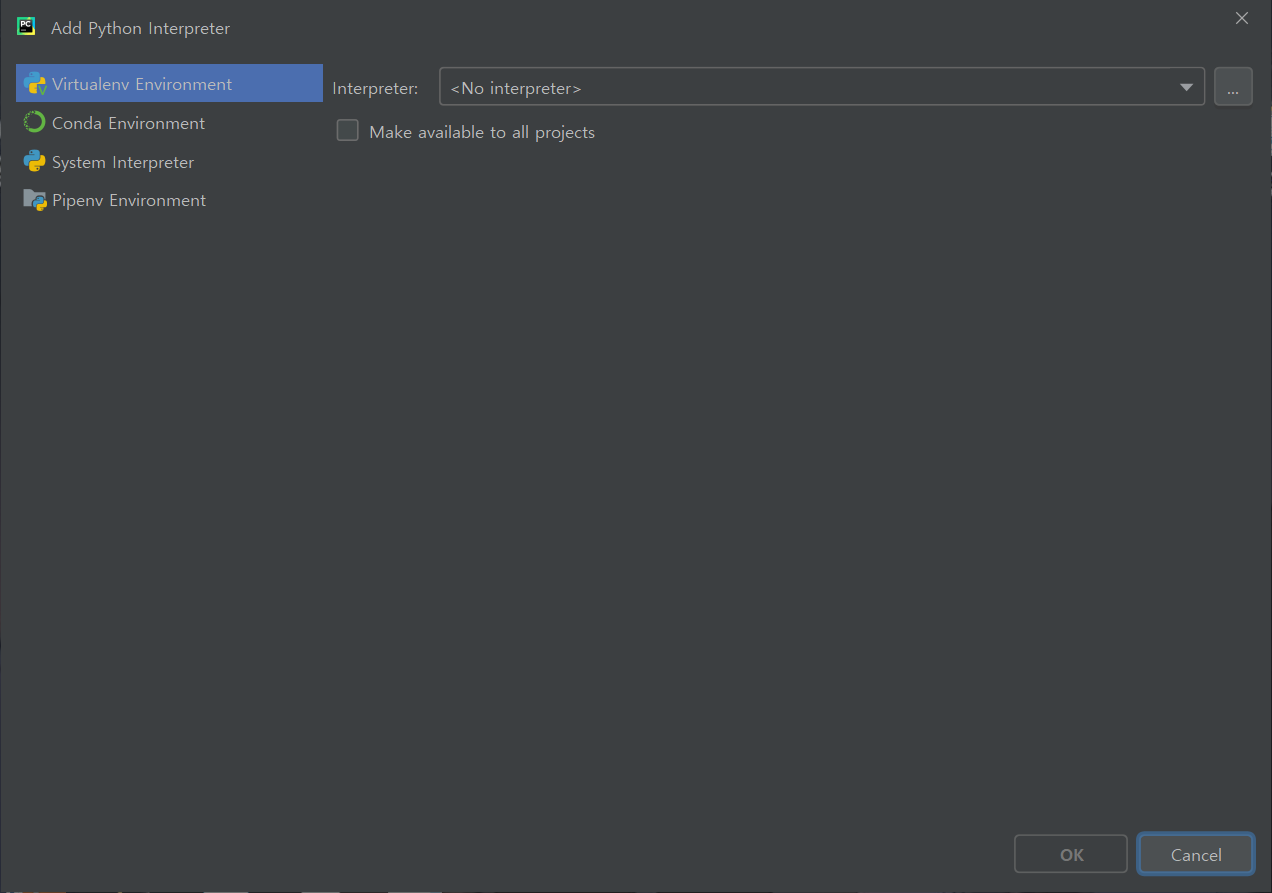 PC
Add Python Interpreter
Virtualenv Environment
Conda Environment
System Interpreter
Pipenv Environment
Interpreter: <No interpreter> ...
Make available to all projects
OK Cancel